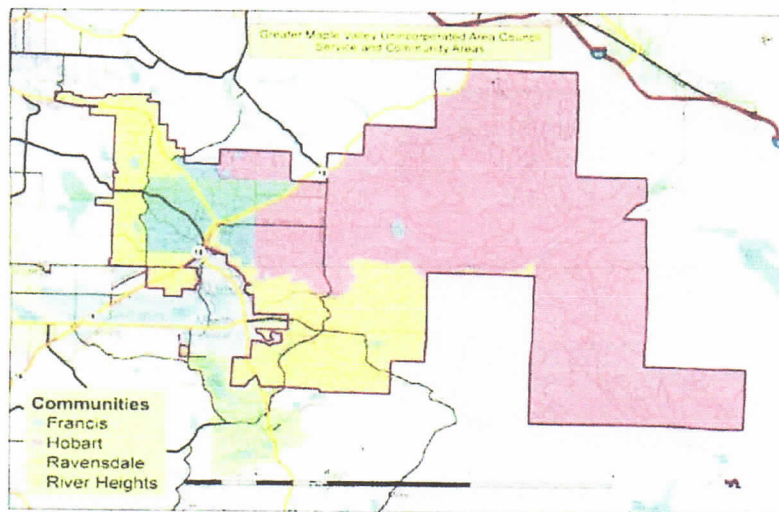 Greater Maple Valley Unincorporated Area Council
Service and Community Areas
Communities
Francis
Hobart
Ravensdale
River Heights